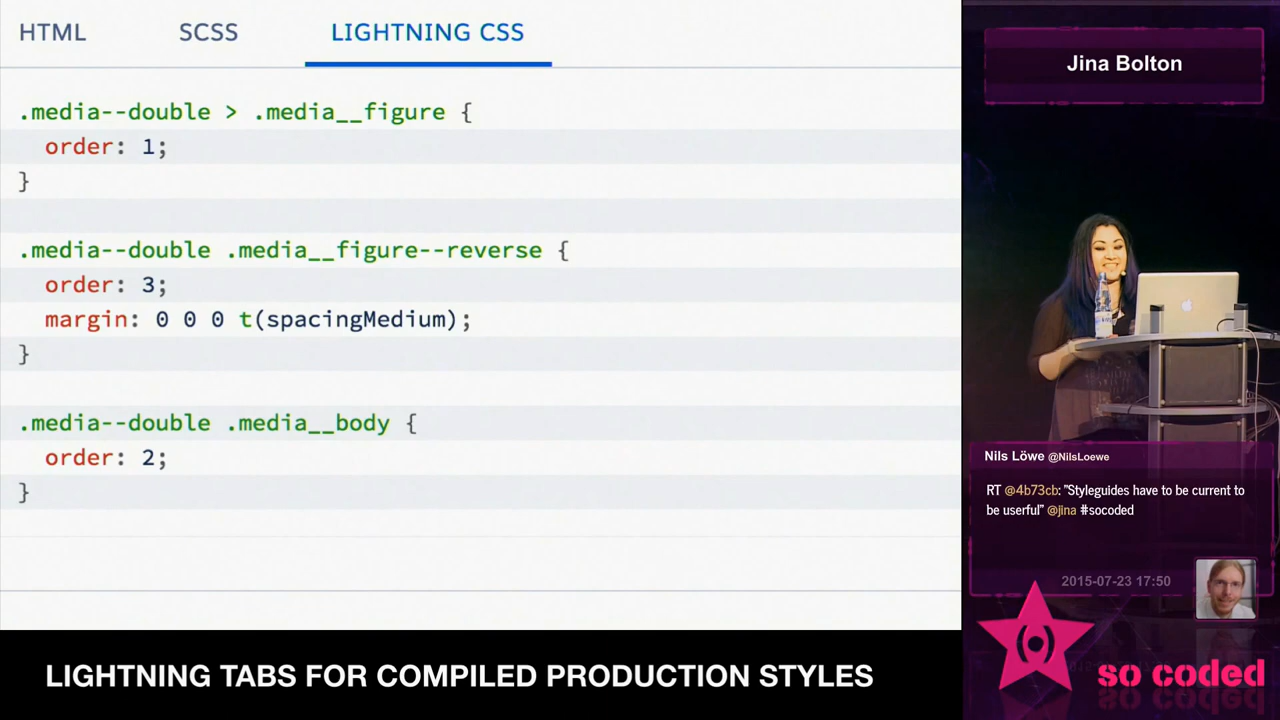 HTML SCSS LIGHTNING CSS
.media--double > .media__figure {
order: 1;
}
.media--double .media__figure--reverse {
order: 3;
margin: 0 0 0 t(spacingMedium);
}
.media--double .media__body {
order: 2;
}
LIGHTNING TABS FOR COMPILED PRODUCTION STYLES
Jina Bolton
Nils Löwe @NilsLoewe
RT @4b73cb: "Styleguides have to be current to
be userful" @jina #socoded
2015-07-23 17:50
so coded